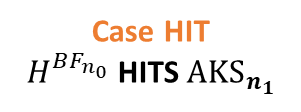 Case HIT
H^{BF_{n_0}} HITS AKS_{n_1}